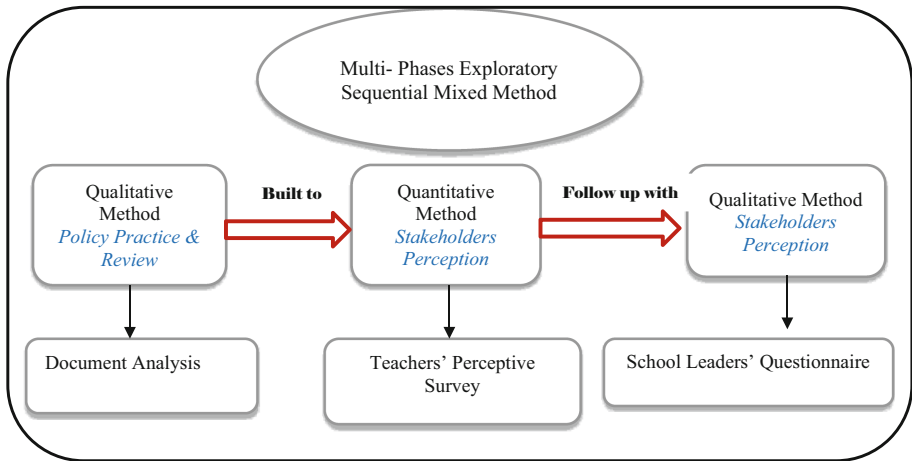 Multi- Phases Exploratory
Sequential Mixed Method
Qualitative
Method
Policy Practice &
Review
Built to
Quantitative
Method
Stakeholders
Perception
Follow up with
Qualitative Method
Stakeholders
Perception
Document Analysis
Teachers’ Perceptive
Survey
School Leaders’ Questionnaire